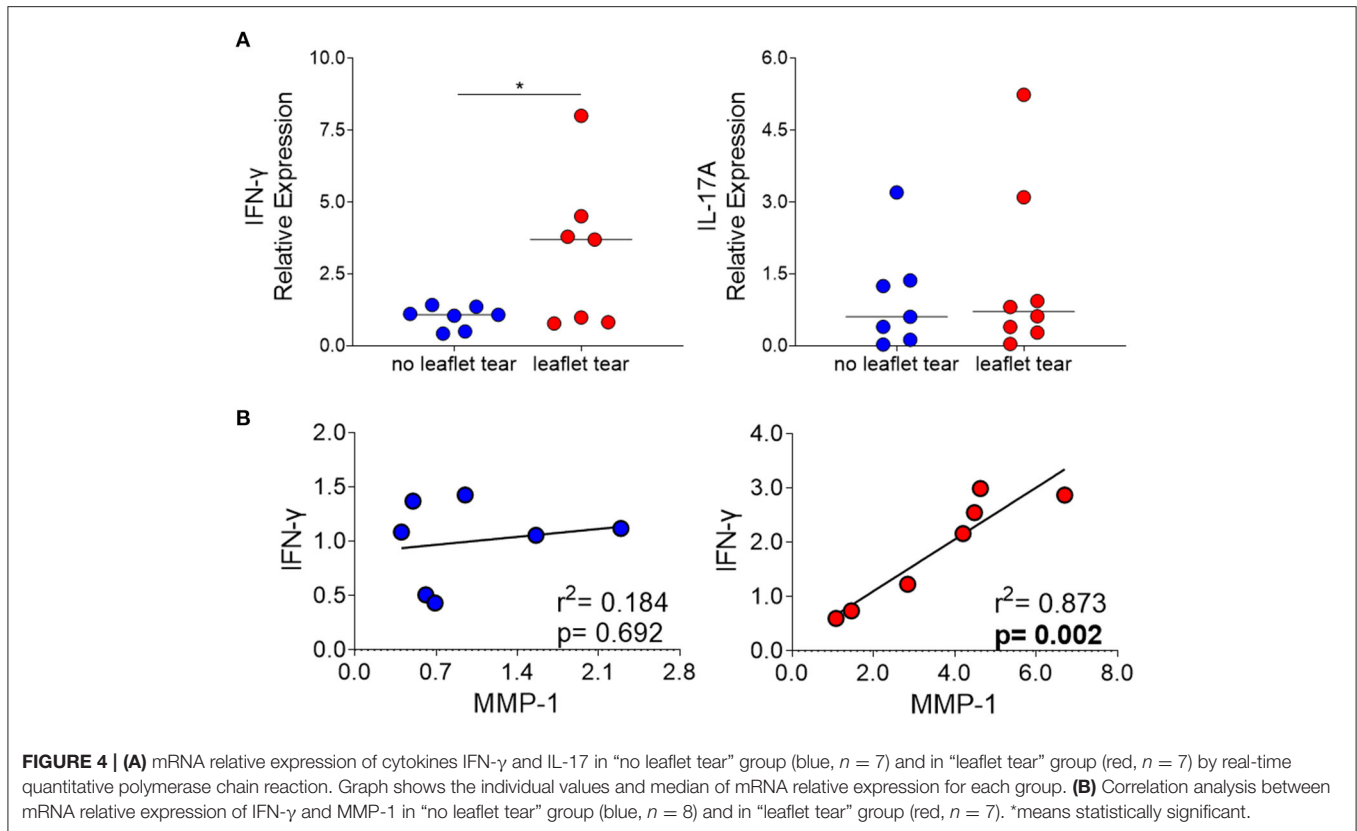 A
10.0
7.5
5.0
2.5
0.0
IFN-γ
Relative Expression
*
no leaflet tear leaflet tear
6.0
4.5
3.0
1.5
0.0
IL-17A
Relative Expression
no leaflet tear leaflet tear
B
2.0
1.5
1.0
0.5
0.0
IFN-γ
r²= 0.184
p= 0.692
0.0 0.7 1.4 2.1 2.8
MMP-1
4.0
3.0
2.0
1.0
0.0
IFN-γ
r²= 0.873
p= 0.002
0.0 2.0 4.0 6.0 8.0
MMP-1
FIGURE 4 | (A) mRNA relative expression of cytokines IFN-γ and IL-17 in “no leaflet tear” group (blue, n = 7) and in “leaflet tear” group (red, n = 7) by real-time
quantitative polymerase chain reaction. Graph shows the individual values and median of mRNA relative expression for each group. (B) Correlation analysis between
mRNA relative expression of IFN-γ and MMP-1 in “no leaflet tear” group (blue, n = 8) and in “leaflet tear” group (red, n = 7). *means statistically significant.